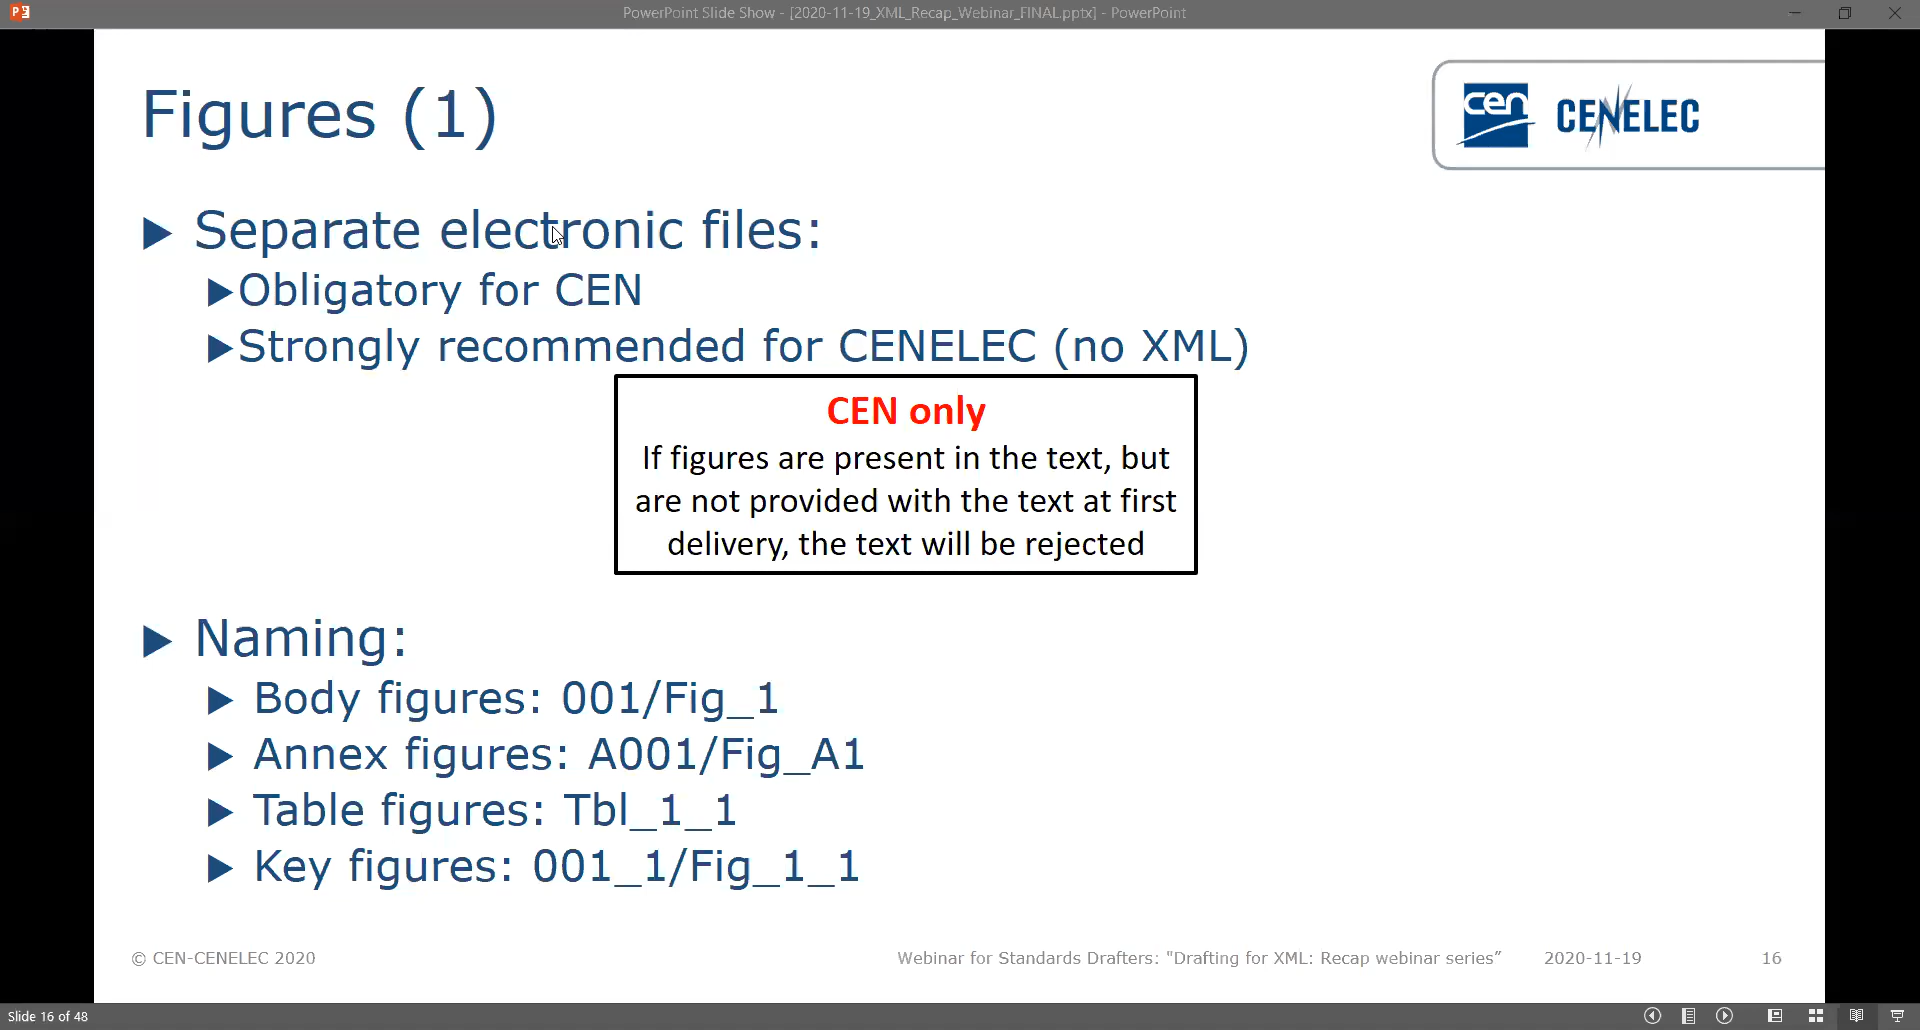 PowerPoint Slide Show - [2020-11-19_XML_Recap_Webinar_FINAL.pptx] - PowerPoint
Figures (1)
cen
CENELEC
Separate electronic files:
Obligatory for CEN
Strongly recommended for CENELEC (no XML)
CEN only
If figures are present in the text, but
are not provided with the text at first
delivery, the text will be rejected
Naming:
Body figures: 001/Fig_1
Annex figures: A001/Fig_A1
Table figures: Tbl_1_1
Key figures: 001_1/Fig_1_1
© CEN-CENELEC 2020
Webinar for Standards Drafters: "Drafting for XML: Recap webinar series”
2020-11-19
16
Slide 16 of 48